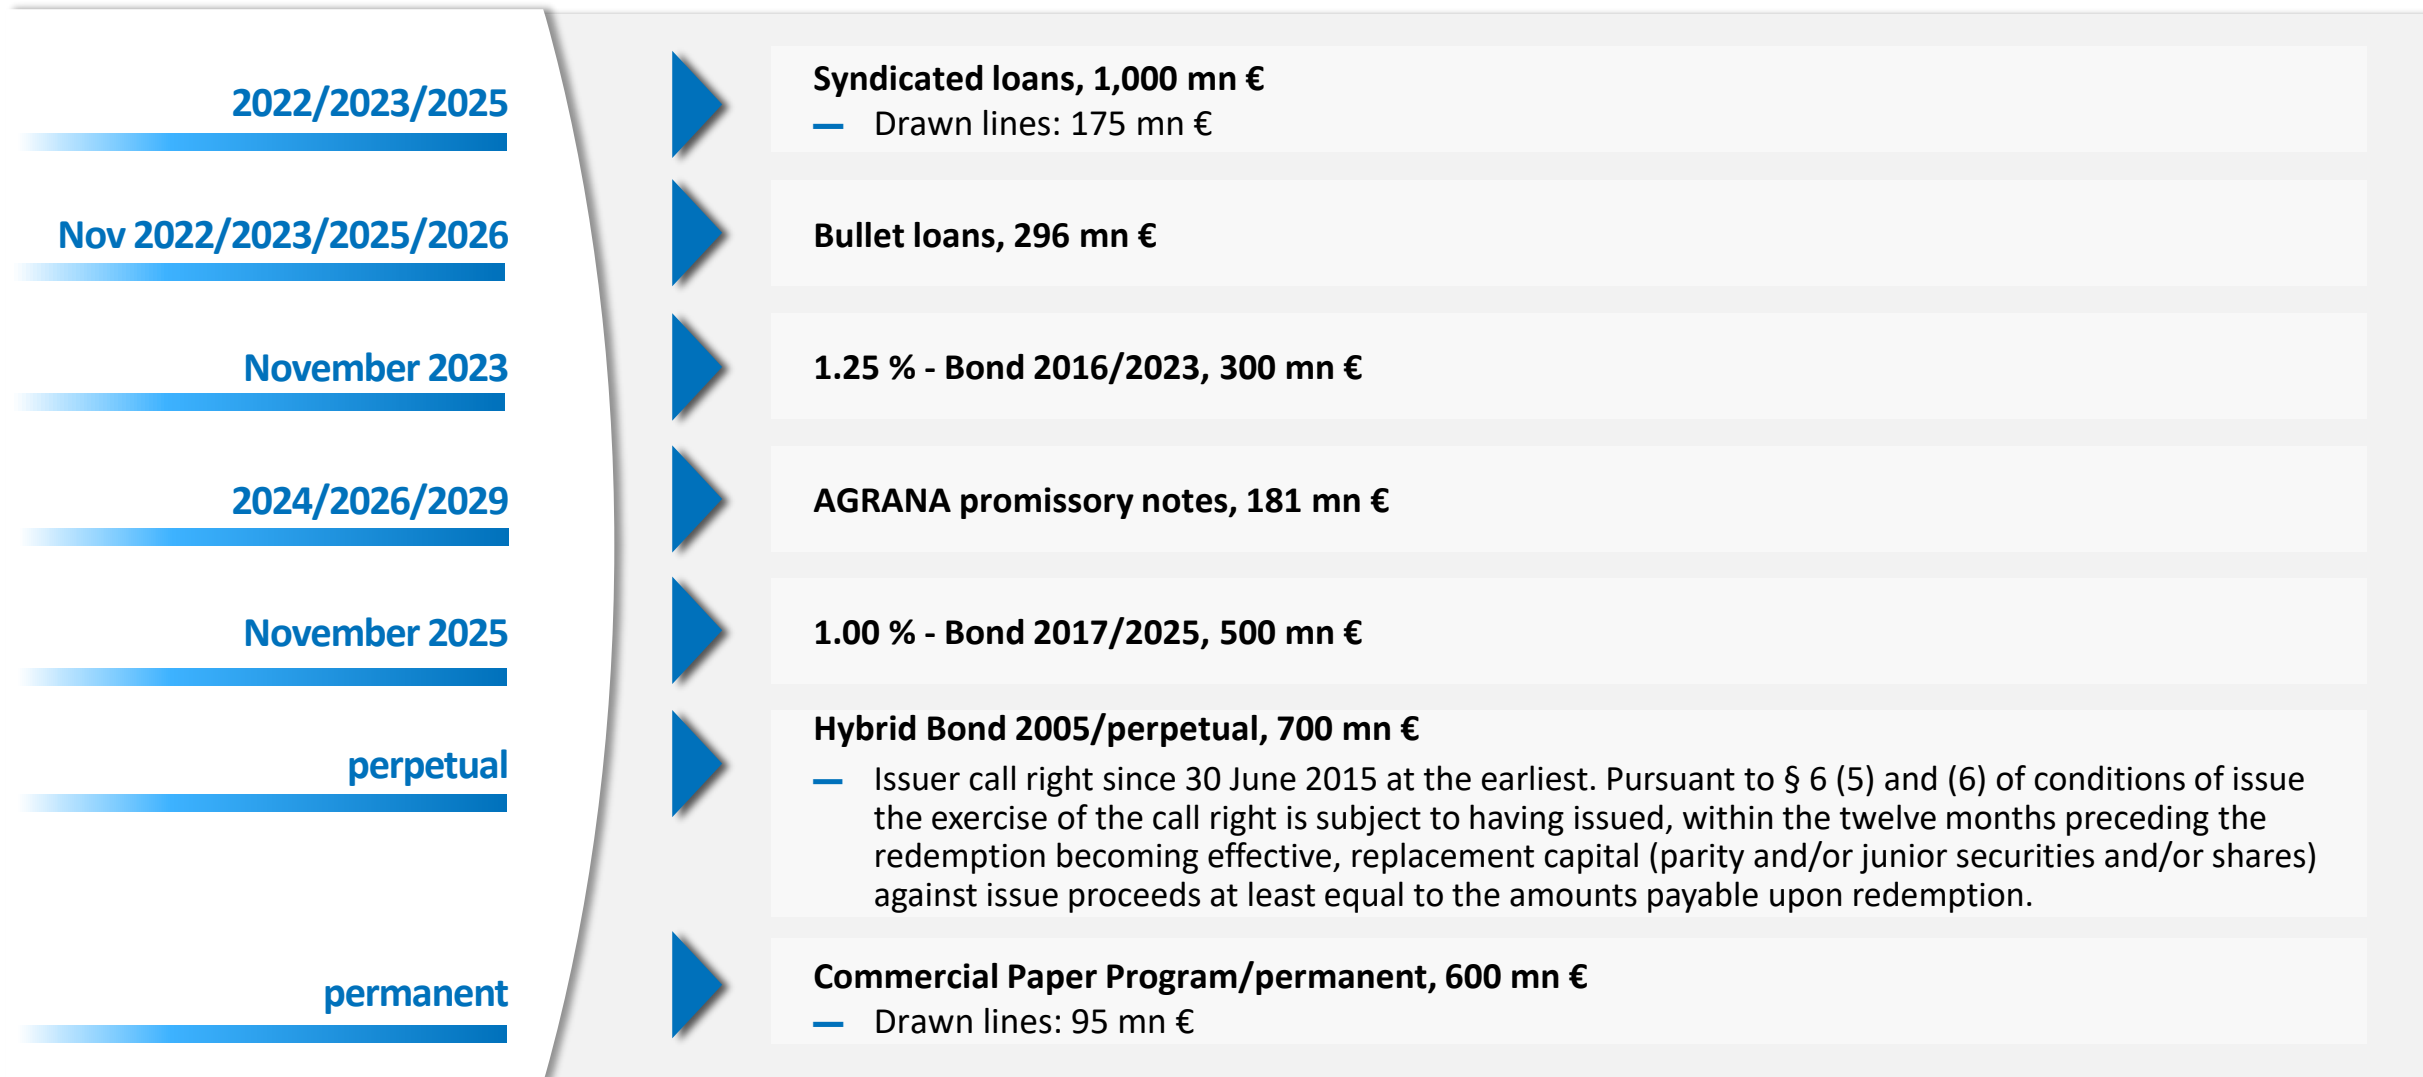 2022/2023/2025
Syndicated loans, 1,000 mn €
– Drawn lines: 175 mn €
Nov 2022/2023/2025/2026
Bullet loans, 296 mn €
November 2023
1.25 % - Bond 2016/2023, 300 mn €
2024/2026/2029
AGRANA promissory notes, 181 mn €
November 2025
1.00 % - Bond 2017/2025, 500 mn €
perpetual
Hybrid Bond 2005/perpetual, 700 mn €
– Issuer call right since 30 June 2015 at the earliest. Pursuant to § 6 (5) and (6) of conditions of issue
the exercise of the call right is subject to having issued, within the twelve months preceding the
redemption becoming effective, replacement capital (parity and/or junior securities and/or shares)
against issue proceeds at least equal to the amounts payable upon redemption.
permanent
Commercial Paper Program/permanent, 600 mn €
– Drawn lines: 95 mn €